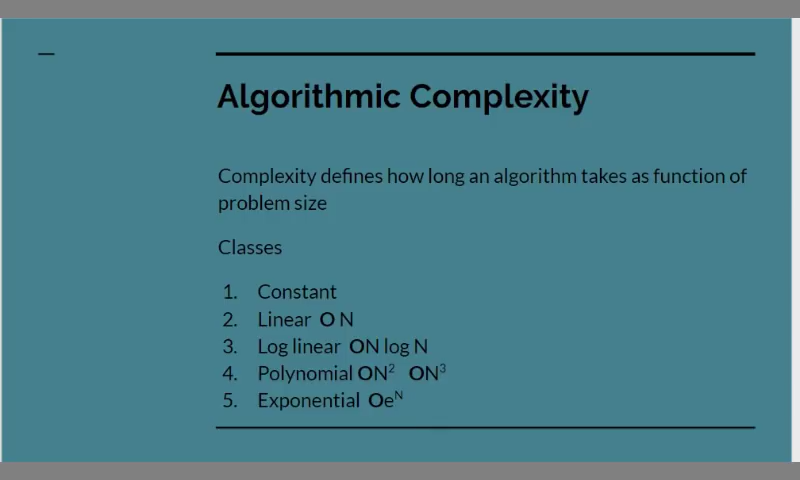 Algorithmic Complexity
Complexity defines how long an algorithm takes as function of
problem size
Classes
1. Constant
2. Linear O N
3. Log linear ON log N
4. Polynomial ON² ON³
5. Exponential Oeᴺ